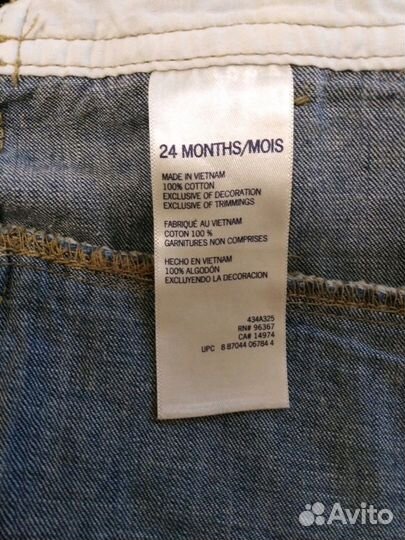 24 MONTHS/MOIS
MADE IN VIETNAM
100% COTTON
EXCLUSIVE OF DECORATION
EXCLUSIVE OF TRIMMINGS
FABRIQUÉ AU VIETNAM
COTON 100 %
GARNITURES NON COMPRISES
HECHO EN VIETNAM
100% ALGODÓN
EXCLUYENDO LA DECORACION
434A325
RN# 96367
CA# 14974
UPC 8 87044 06784 4
Avito